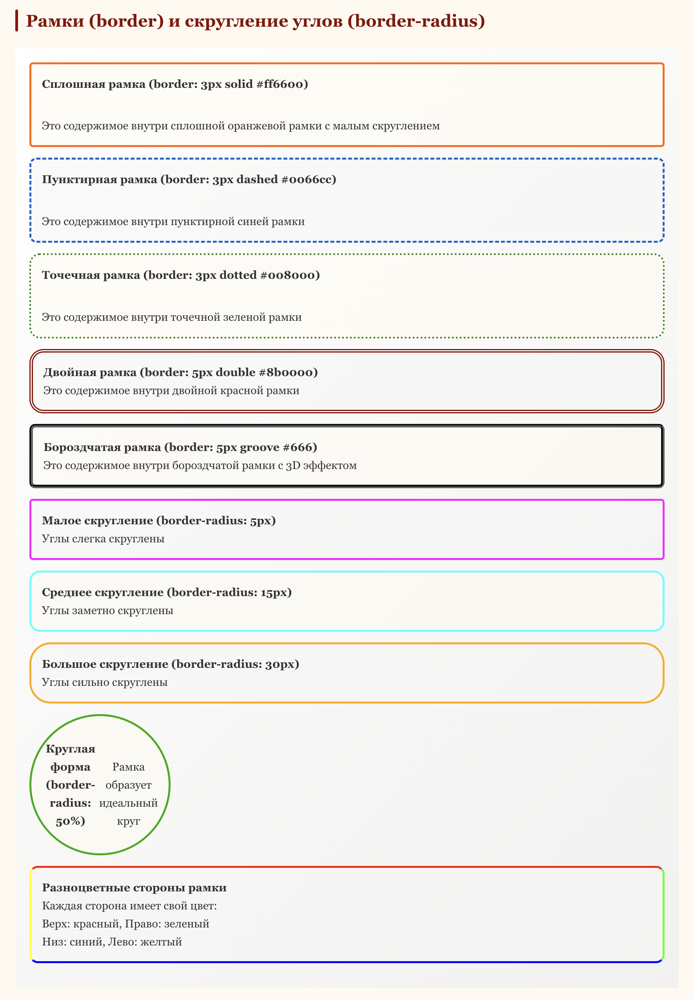 Рамки (border) и скругление углов (border-radius)
Сплошная рамка (border: 3px solid #ff6600)
Это содержимое внутри сплошной оранжевой рамки с малым скруглением
Пунктирная рамка (border: 3px dashed #0066cc)
Это содержимое внутри пунктирной синей рамки
Точечная рамка (border: 3px dotted #008000)
Это содержимое внутри точечной зеленой рамки
Двойная рамка (border: 5px double #8b0000)
Это содержимое внутри двойной красной рамки
Бороздчатая рамка (border: 5px groove #666)
Это содержимое внутри бороздчатой рамки с 3D эффектом
Малое скругление (border-radius: 5px)
Углы слегка скруглены
Среднее скругление (border-radius: 15px)
Углы заметно скруглены
Большое скругление (border-radius: 30px)
Углы сильно скруглены
Круглая
форма
(border-
radius:
50%)
Рамка
образует
идеальный
круг
Разноцветные стороны рамки
Каждая сторона имеет свой цвет:
Верх: красный, Право: зеленый
Низ: синий, Лево: желтый